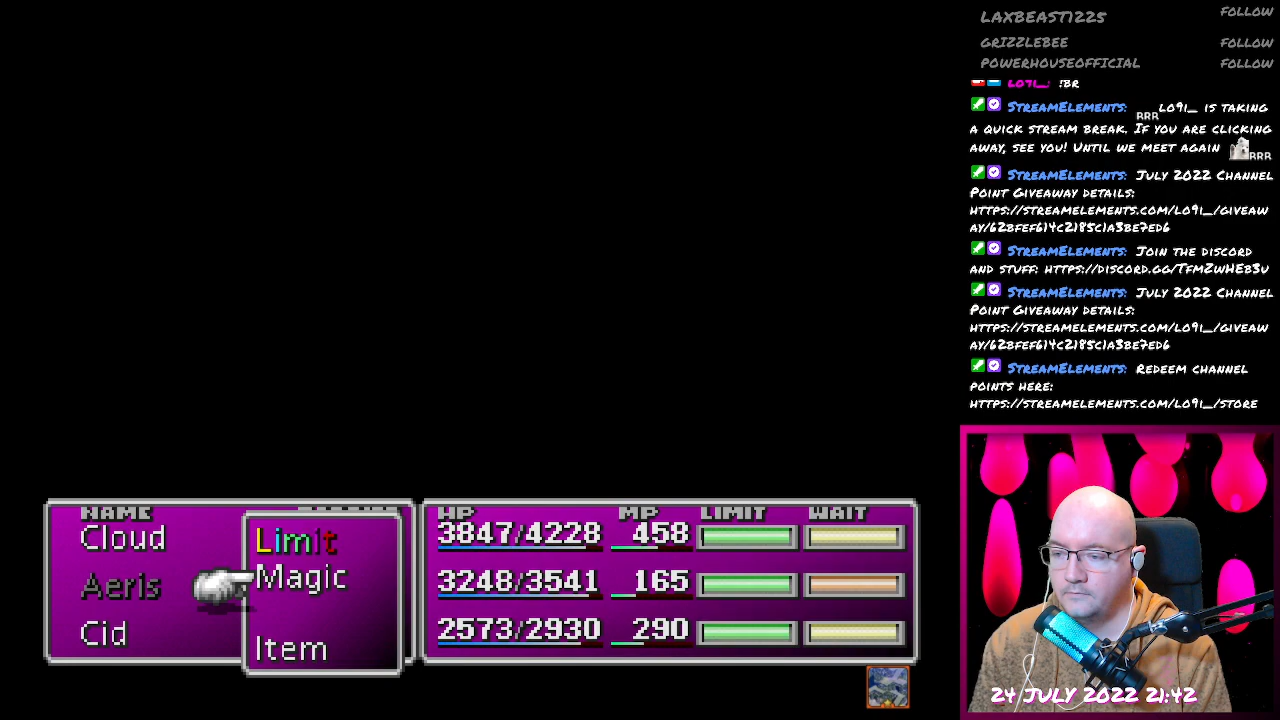 LAXBEAST1225 FOLLOW
GRIZZLEBEE FOLLOW
POWERHOUSEOFFICIAL FOLLOW
LO9I_: !BR
STREAMELEMENTS: BRB LO9I_ IS TAKING
A QUICK STREAM BREAK. IF YOU ARE CLICKING
AWAY, SEE YOU! UNTIL WE MEET AGAIN BRB
STREAMELEMENTS: JULY 2022 CHANNEL
POINT GIVEAWAY DETAILS:
HTTPS://STREAMELEMENTS.COM/LO9I_/GIVEAW
AY/62BFEF614C2185C1A3BE7ED6
STREAMELEMENTS: JOIN THE DISCORD
AND STUFF: HTTPS://DISCORD.GG/TFMZWHE83U
STREAMELEMENTS: JULY 2022 CHANNEL
POINT GIVEAWAY DETAILS:
HTTPS://STREAMELEMENTS.COM/LO9I_/GIVEAW
AY/62BFEF614C2185C1A3BE7ED6
STREAMELEMENTS: REDEEM CHANNEL
POINTS HERE:
HTTPS://STREAMELEMENTS.COM/LO9I_/STORE
NAME HP MP LIMIT WAIT
Cloud 3847/4228 458
Aeris 3248/3541 165
Cid 2573/2930 290
Limit
Magic
Item
24 JULY 2022 21:42